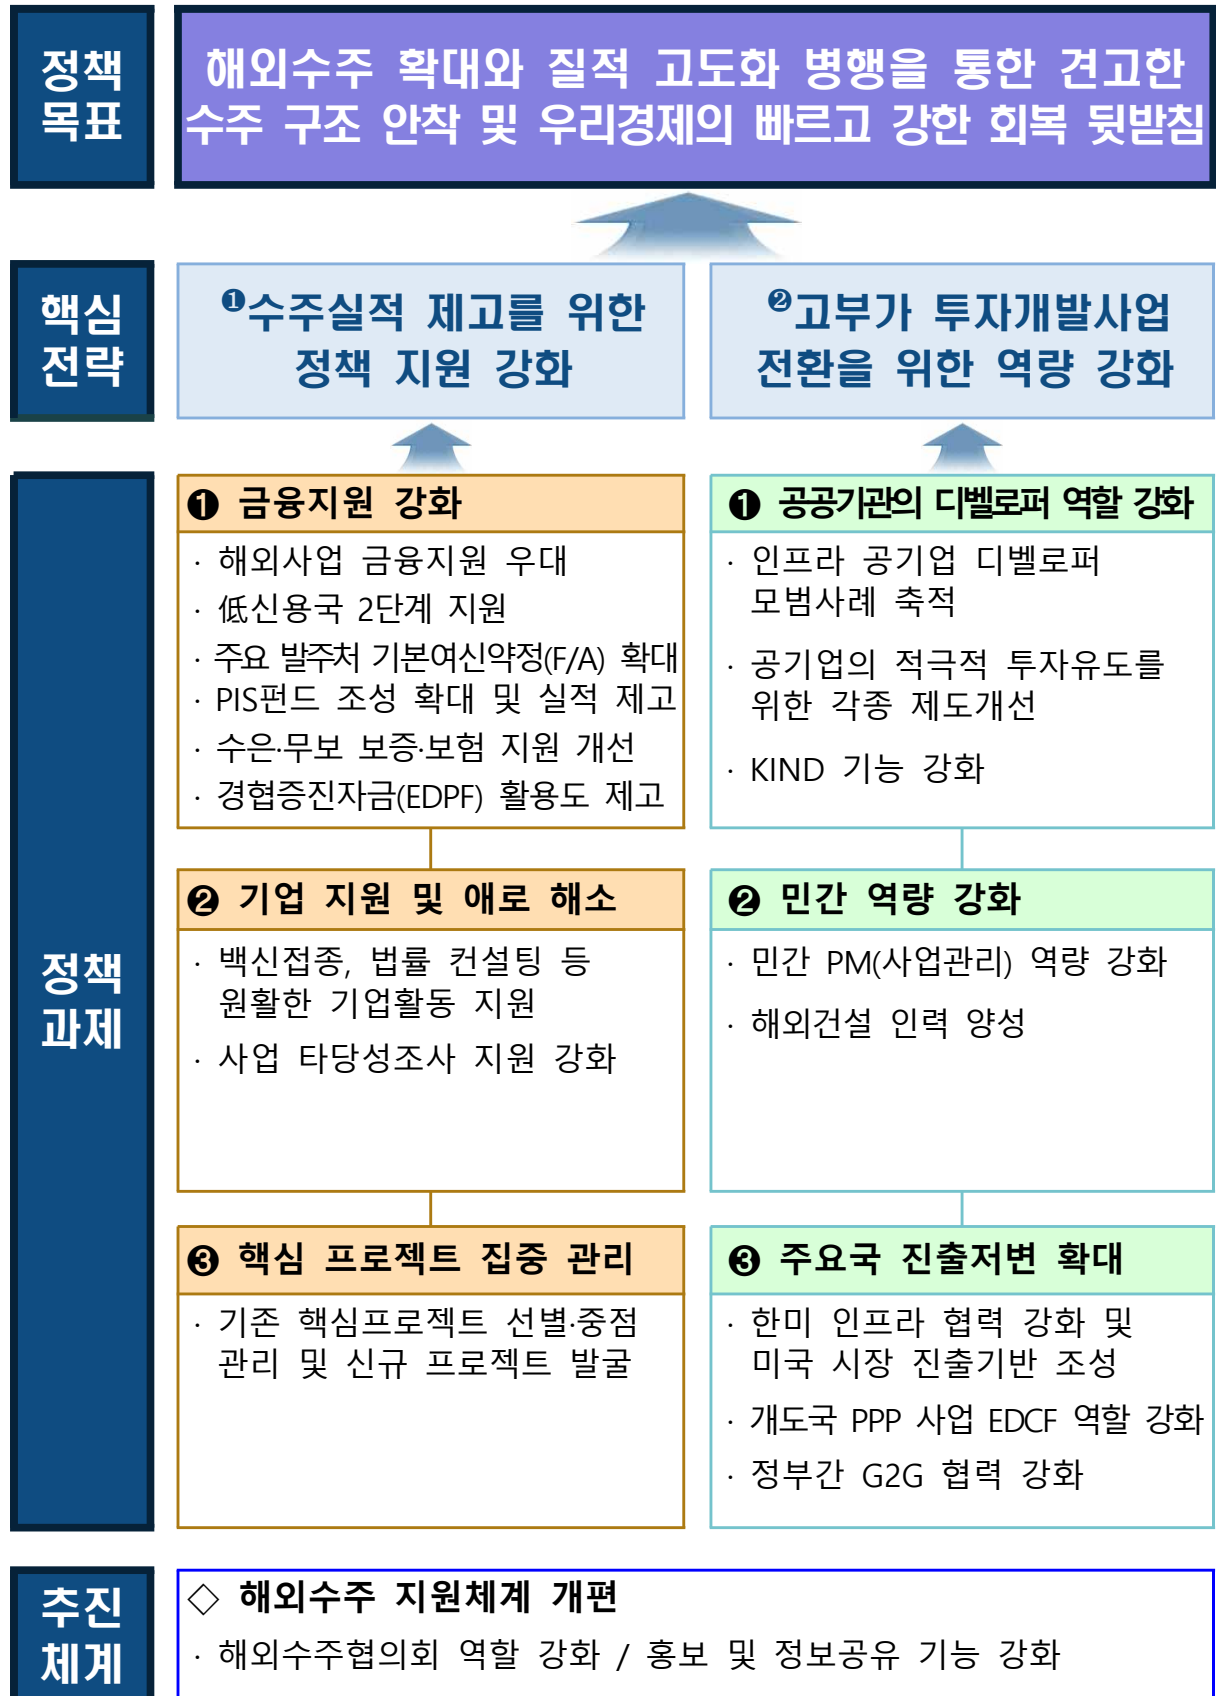 정책
목표
해외수주 확대와 질적 고도화 병행을 통한 견고한
수주 구조 안착 및 우리경제의 빠르고 강한 회복 뒷받침
핵심
전략
❶수주실적 제고를 위한
정책 지원 강화
❷고부가 투자개발사업
전환을 위한 역량 강화
정책
과제
❶ 금융지원 강화
· 해외사업 금융지원 우대
· 低신용국 2단계 지원
· 주요 발주처 기본여신약정(F/A) 확대
· PIS펀드 조성 확대 및 실적 제고
· 수은·무보 보증·보험 지원 개선
· 경협증진자금(EDPF) 활용도 제고
❷ 기업 지원 및 애로 해소
· 백신접종, 법률 컨설팅 등
원활한 기업활동 지원
· 사업 타당성조사 지원 강화
❸ 핵심 프로젝트 집중 관리
· 기존 핵심프로젝트 선별·중점
관리 및 신규 프로젝트 발굴
❶ 공공기관의 디벨로퍼 역할 강화
· 인프라 공기업 디벨로퍼
모범사례 축적
· 공기업의 적극적 투자유도를
위한 각종 제도개선
· KIND 기능 강화
❷ 민간 역량 강화
· 민간 PM(사업관리) 역량 강화
· 해외건설 인력 양성
❸ 주요국 진출저변 확대
· 한미 인프라 협력 강화 및
미국 시장 진출기반 조성
· 개도국 PPP 사업 EDCF 역할 강화
· 정부간 G2G 협력 강화
추진
체계
◇ 해외수주 지원체계 개편
· 해외수주협의회 역할 강화 / 홍보 및 정보공유 기능 강화